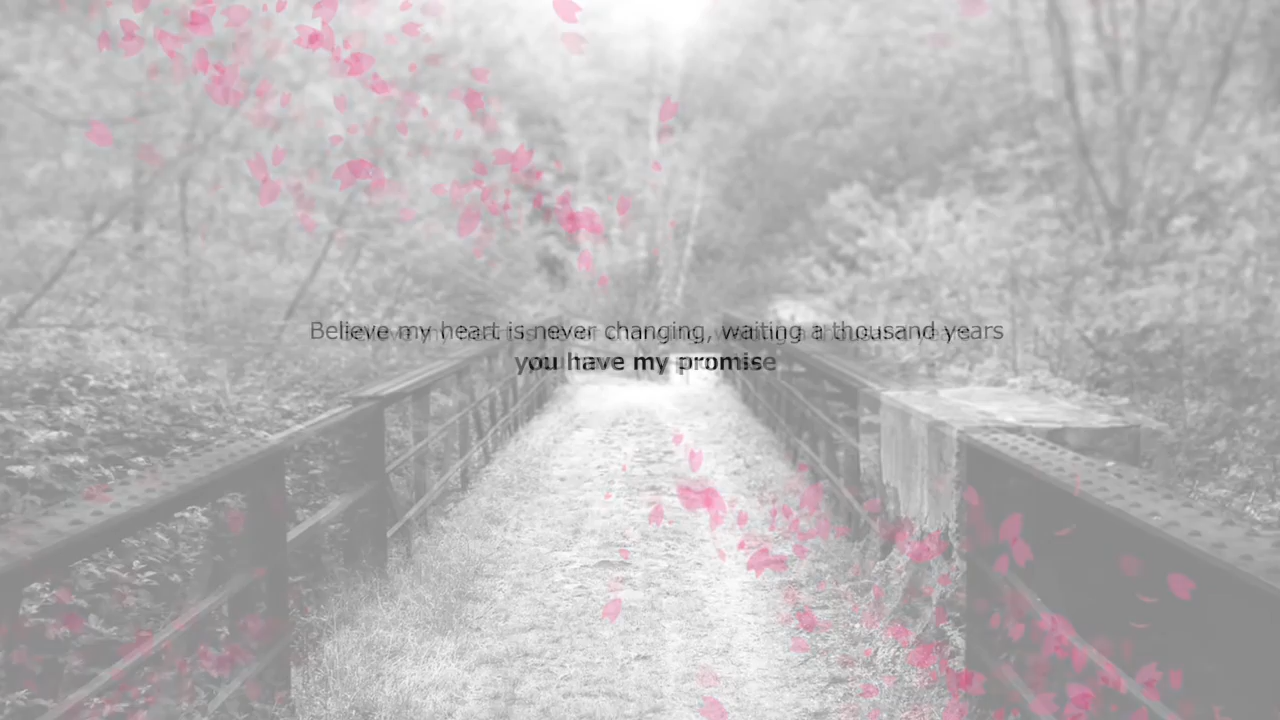 Believe my heart is never changing, waiting a thousand years
you have my promise